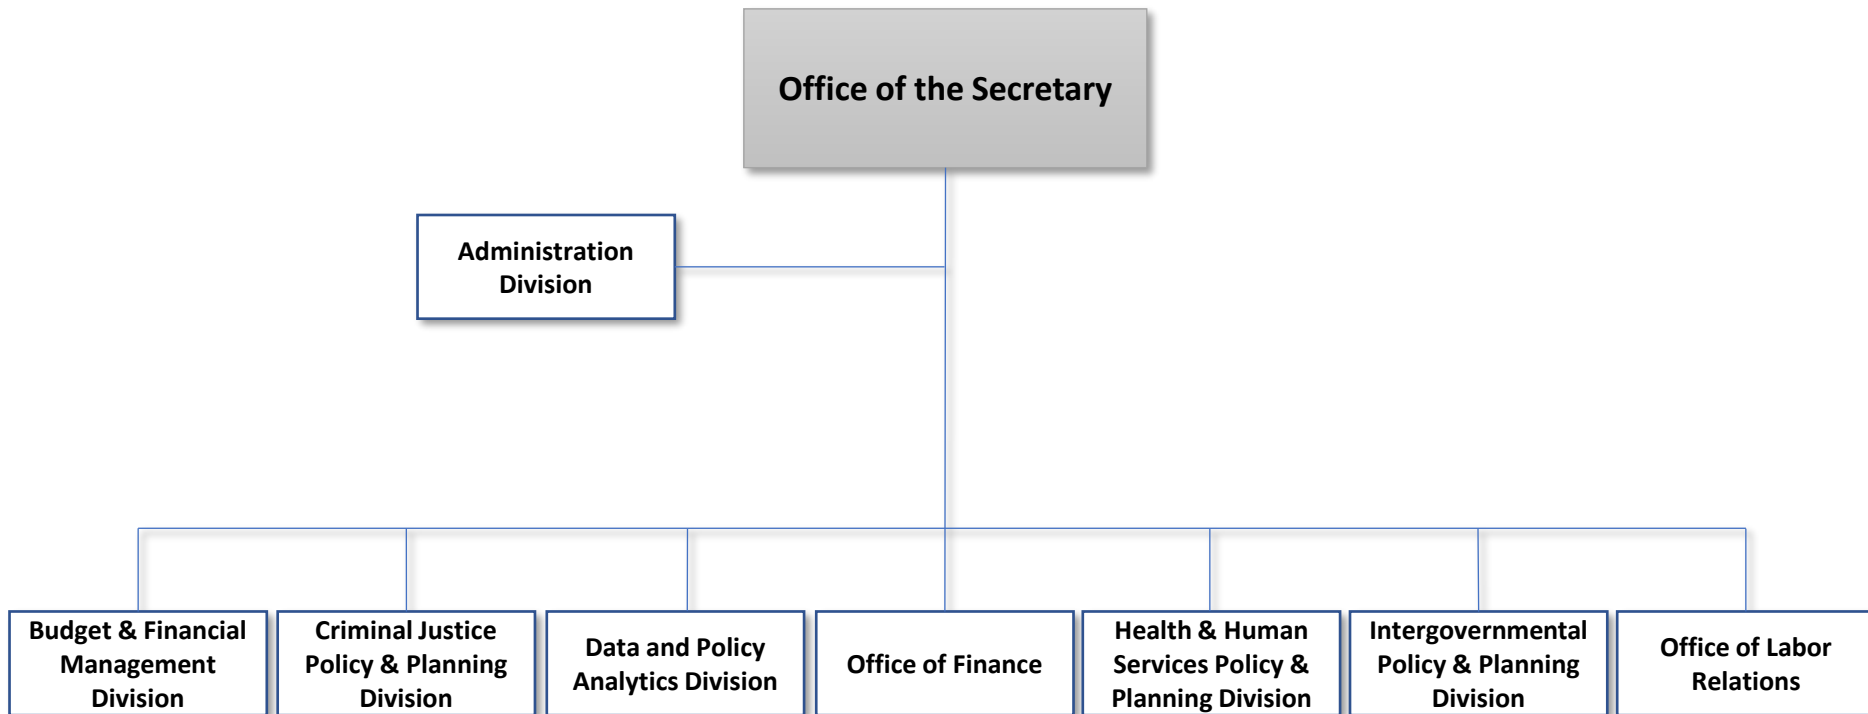 Office of the Secretary
Administration
Division
Budget & Financial
Management
Division
Criminal Justice
Policy & Planning
Division
Data and Policy
Analytics Division
Office of Finance
Health & Human
Services Policy &
Planning Division
Intergovernmental
Policy & Planning
Division
Office of Labor
Relations